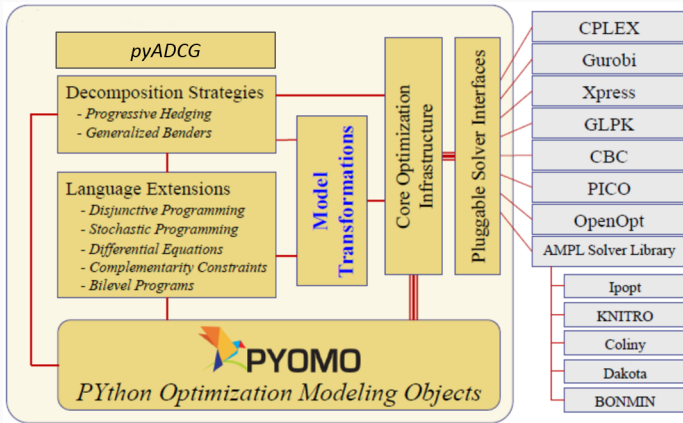 pyADCG
Decomposition Strategies
- Progressive Hedging
- Generalized Benders
Language Extensions
- Disjunctive Programming
- Stochastic Programming
- Differential Equations
- Complementarity Constraints
- Bilevel Programs
Model
Transformations
Core Optimization
Infrastructure
Pluggable Solver Interfaces
PYOMO
PYthon Optimization Modeling Objects
CPLEX
Gurobi
Xpress
GLPK
CBC
PICO
OpenOpt
AMPL Solver Library
Ipopt
KNITRO
Coliny
Dakota
BONMIN